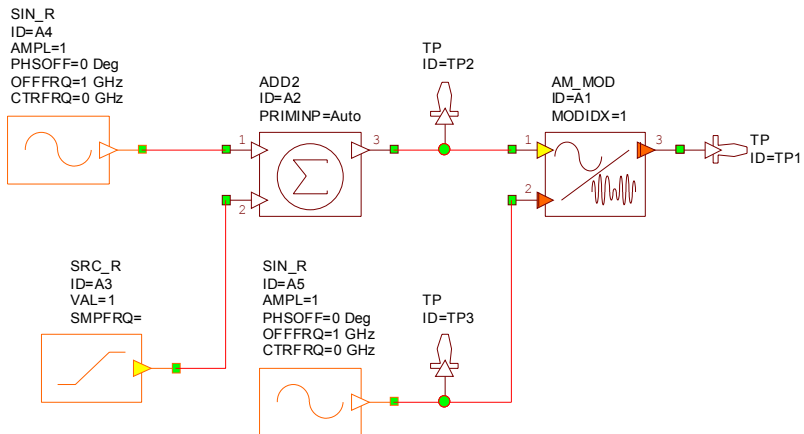 SIN_R
ID=A4
AMPL=1
PHSOFF=0 Deg
OFFFRQ=1 GHz
CTRFRQ=0 GHz
ADD2
ID=A2
PRIMINP=Auto
TP
ID=TP2
AM_MOD
ID=A1
MODIDX=1
1
2
3
1
2
3
TP
ID=TP1
SRC_R
ID=A3
VAL=1
SMPFRQ=
SIN_R
ID=A5
AMPL=1
PHSOFF=0 Deg
OFFFRQ=1 GHz
CTRFRQ=0 GHz
TP
ID=TP3